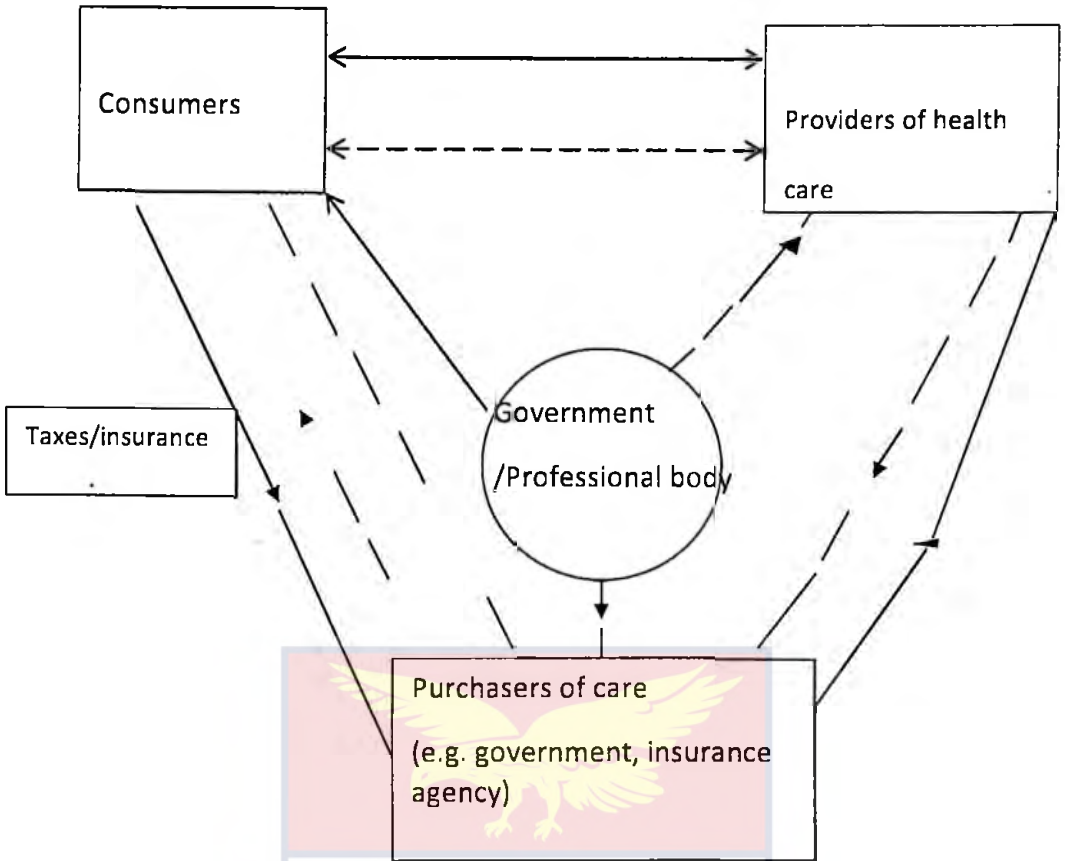 Consumers
Providers of health
care
Government
/Professional body
Taxes/insurance
Purchasers of care
(e.g. government, insurance
agency)